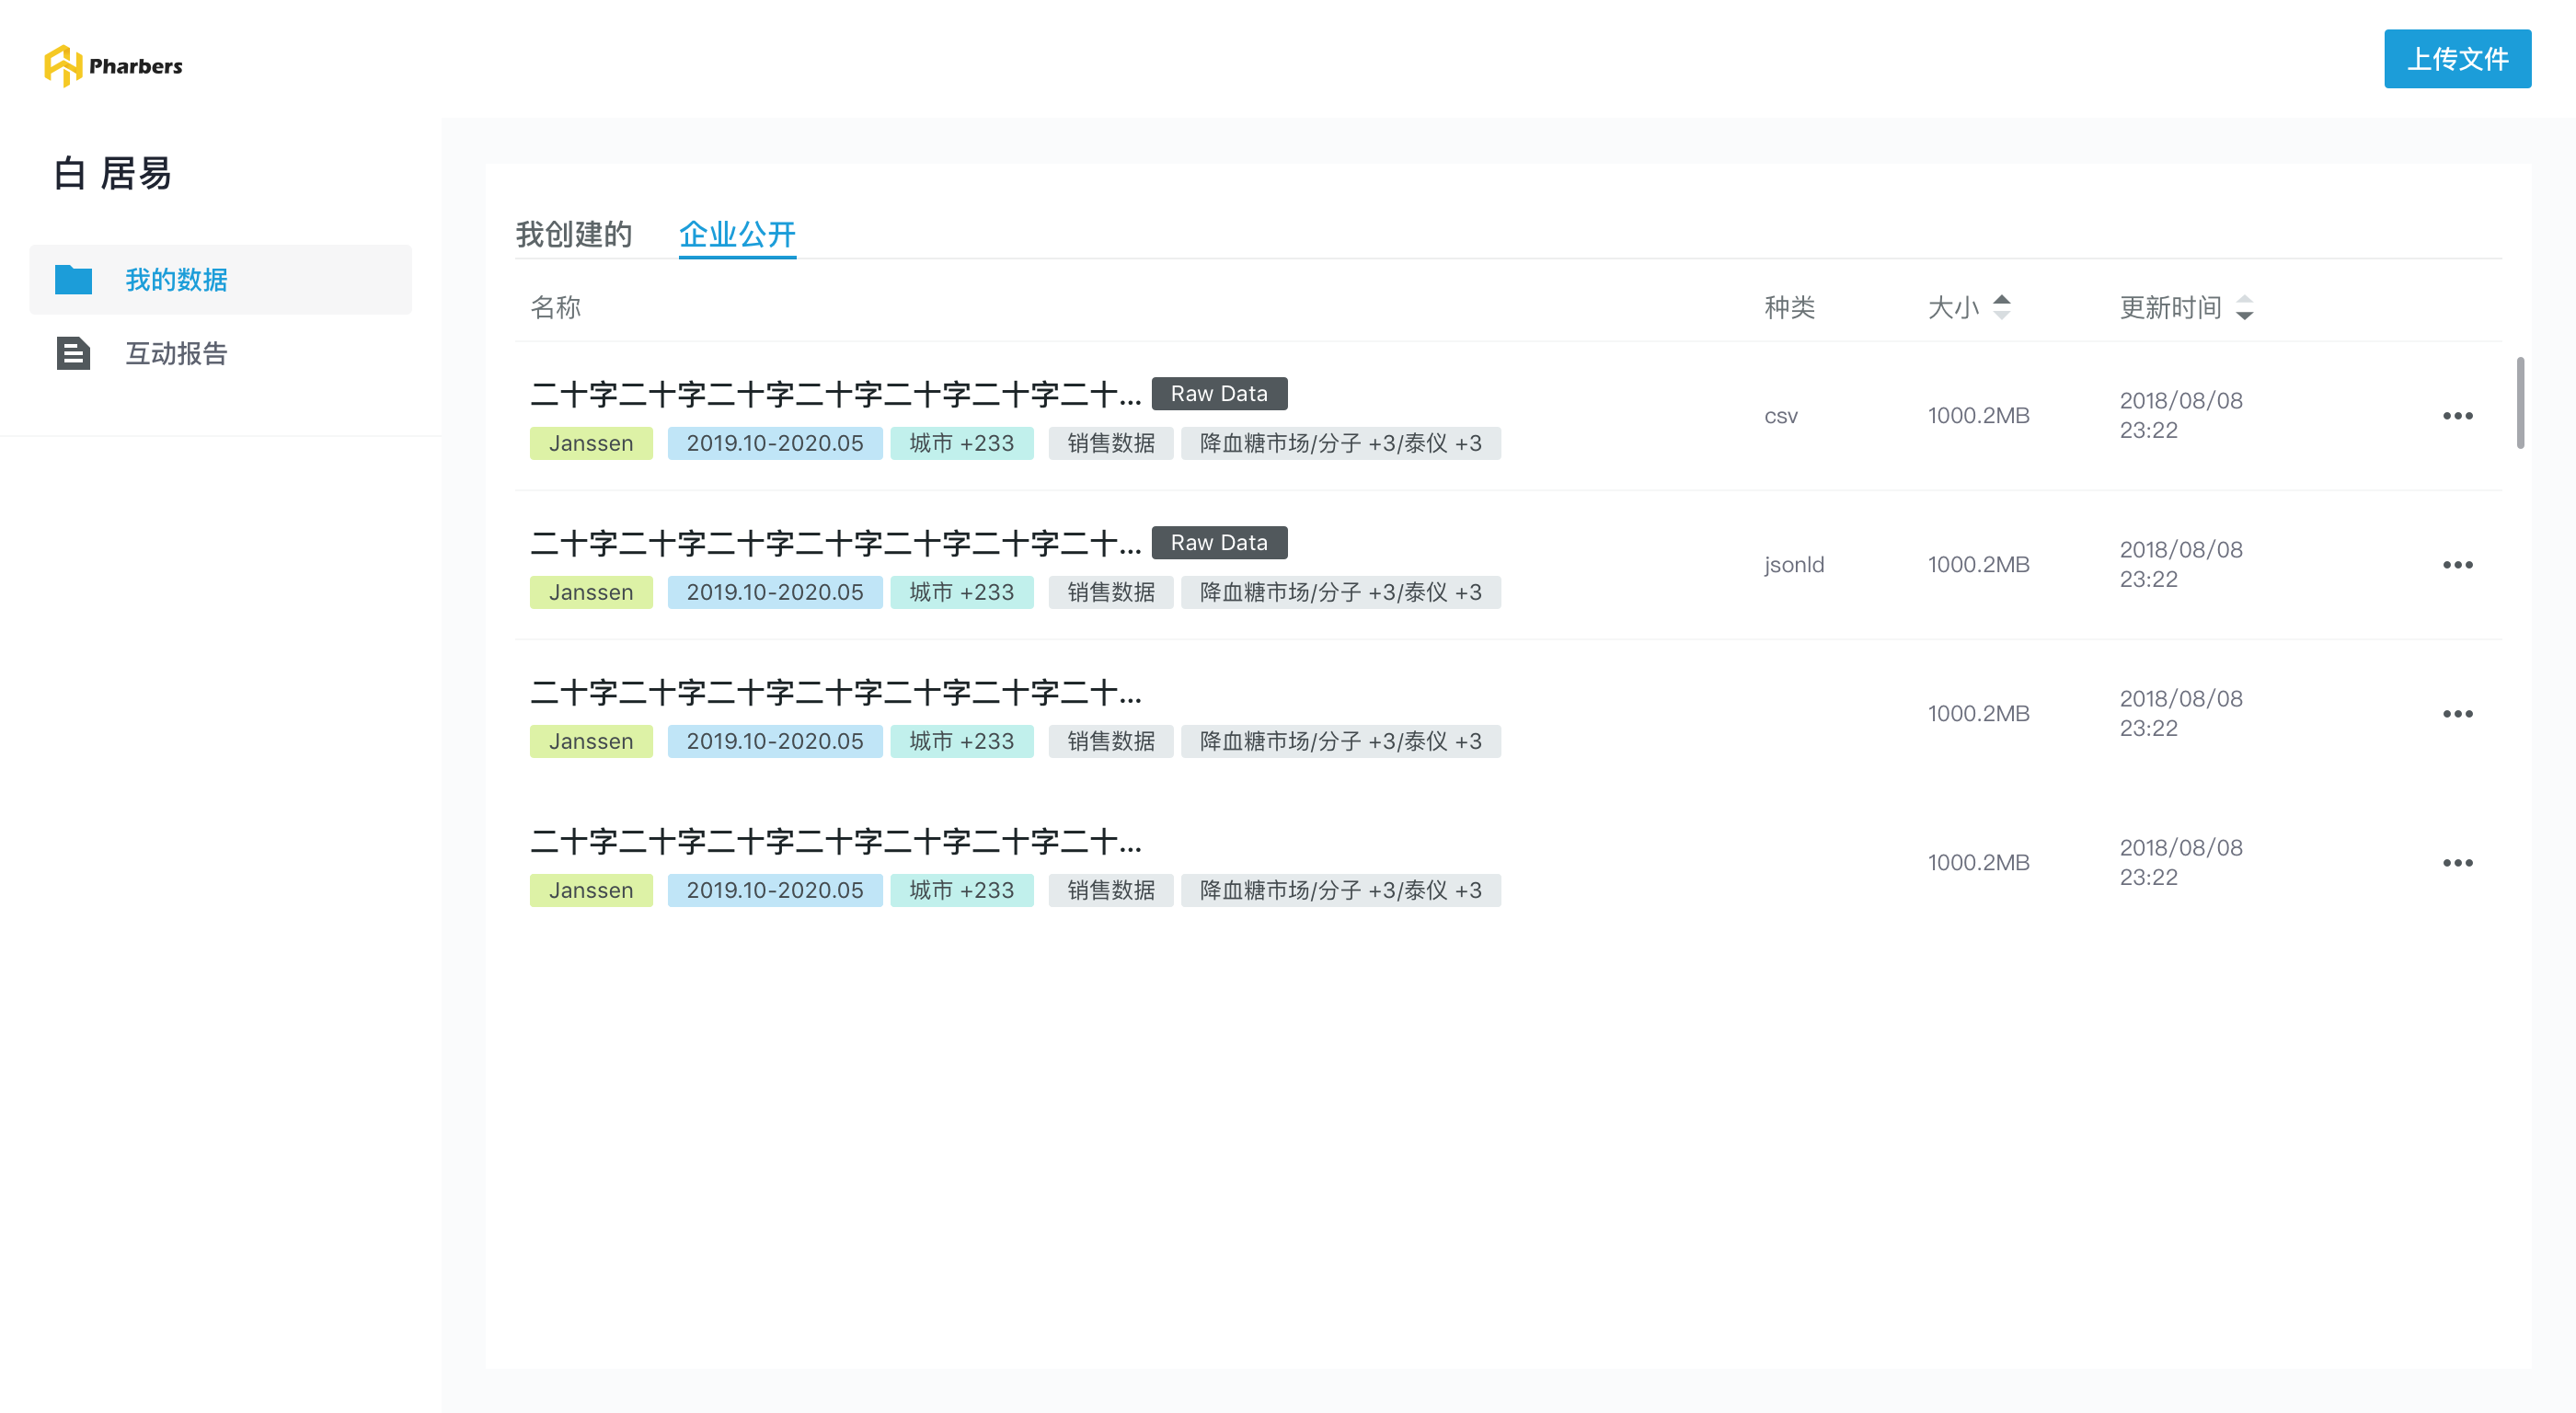 Pharbers
上传文件
白 居易
我的数据
互动报告
我创建的 企业公开
名称 种类 大小 更新时间
二十字二十字二十字二十字二十字二十字二十... Raw Data
Janssen 2019.10-2020.05 城市 +233 销售数据 降血糖市场/分子 +3/泰仪 +3
csv 1000.2MB 2018/08/08
23:22
二十字二十字二十字二十字二十字二十字二十... Raw Data
Janssen 2019.10-2020.05 城市 +233 销售数据 降血糖市场/分子 +3/泰仪 +3
jsonld 1000.2MB 2018/08/08
23:22
二十字二十字二十字二十字二十字二十字二十...
Janssen 2019.10-2020.05 城市 +233 销售数据 降血糖市场/分子 +3/泰仪 +3
1000.2MB 2018/08/08
23:22
二十字二十字二十字二十字二十字二十字二十...
Janssen 2019.10-2020.05 城市 +233 销售数据 降血糖市场/分子 +3/泰仪 +3
1000.2MB 2018/08/08
23:22